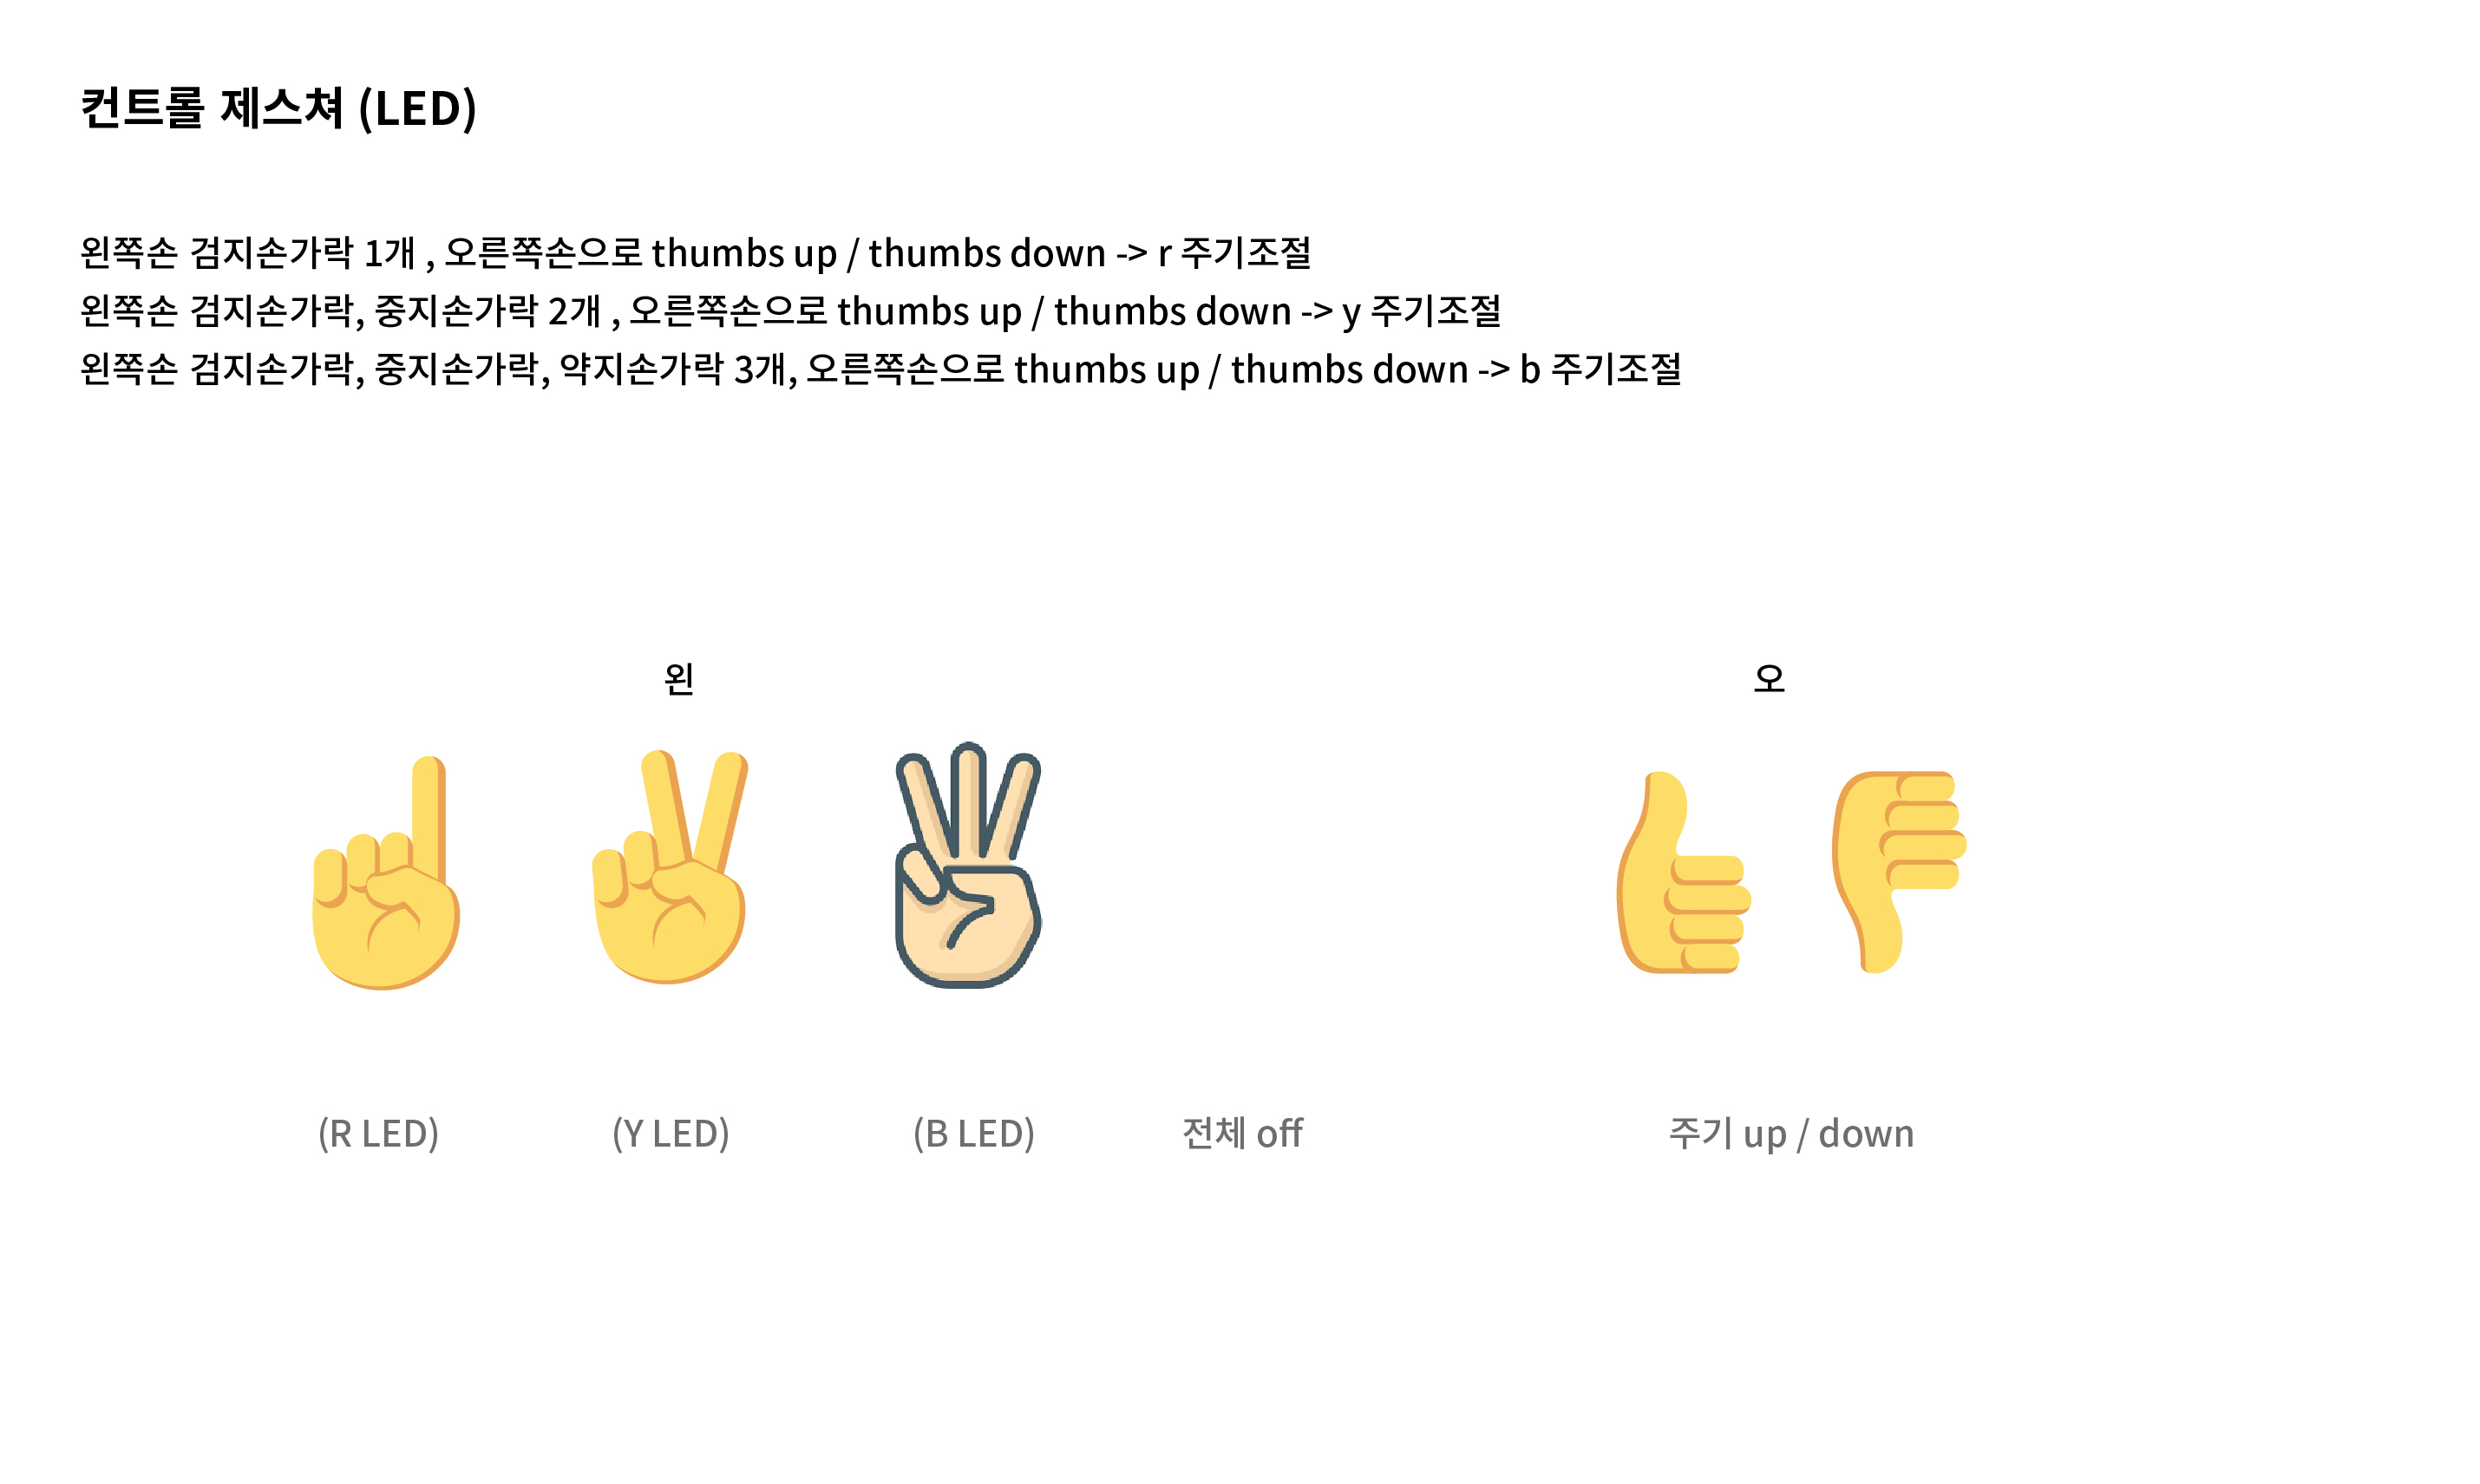 컨트롤 제스쳐 (LED)
왼쪽손 검지손가락 1개 , 오른쪽손으로 thumbs up / thumbs down -> r 주기조절
왼쪽손 검지손가락, 중지손가락 2개 , 오른쪽손으로 thumbs up / thumbs down -> y 주기조절
왼쪽손 검지손가락, 중지손가락, 약지손가락 3개, 오른쪽손으로 thumbs up / thumbs down -> b 주기조절
왼
오
(R LED)
(Y LED)
(B LED)
전체 off
주기 up / down